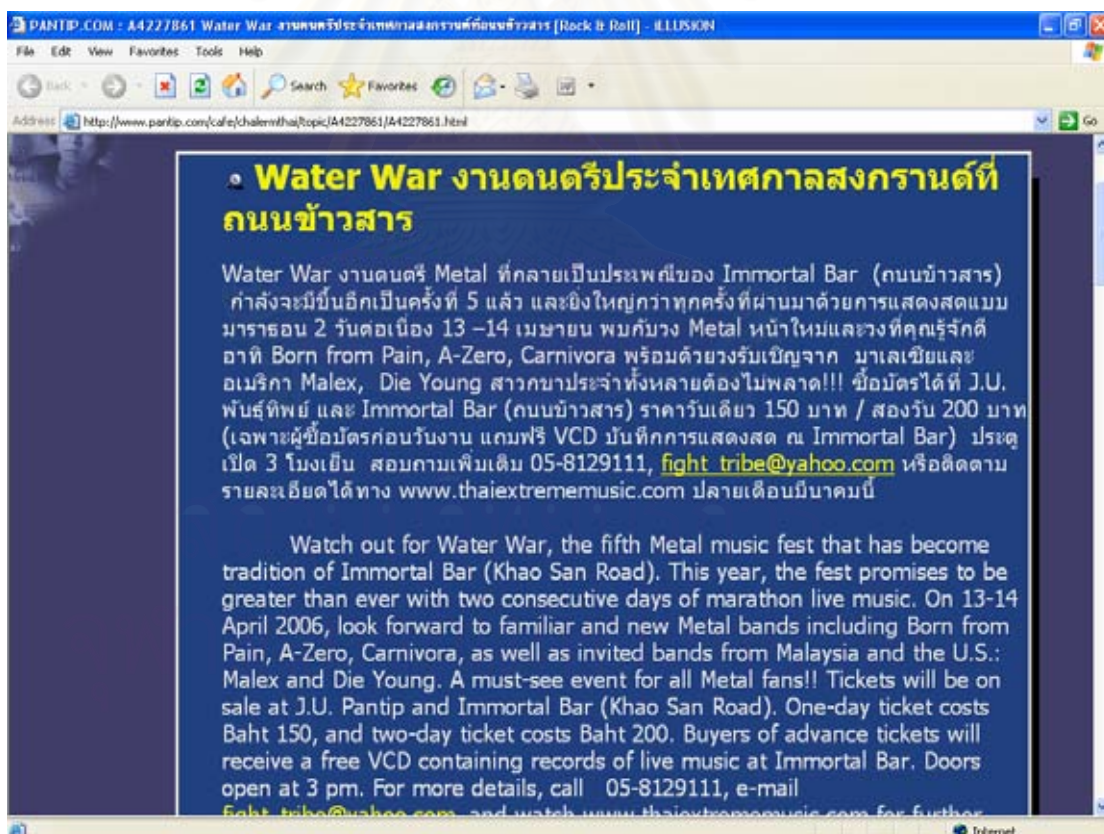 PANTIP.COM : A4227861 Water War งานดนตรีประจำเทศกาลสงกรานต์ที่ถนนข้าวสาร [Rock & Roll] - iLLUSiON
File Edit View Favorites Tools Help
Back Search Favorites
Address http://www.pantip.com/cafe/chalermthai/topic/A4227861/A4227861.html Go
Water War งานดนตรีประจำเทศกาลสงกรานต์ที่
ถนนข้าวสาร
Water War งานดนตรี Metal ที่กลายเป็นประเพณีของ Immortal Bar (ถนนข้าวสาร)
กำลังจะมีขึ้นอีกเป็นครั้งที่ 5 แล้ว และยิ่งใหญ่กว่าทุกครั้งที่ผ่านมาด้วยการแสดงสดแบบ
มาราธอน 2 วันต่อเนื่อง 13 –14 เมษายน พบกับวง Metal หน้าใหม่และวงที่คุณรู้จักดี
อาทิ Born from Pain, A-Zero, Carnivora พร้อมด้วยวงรับเชิญจาก มาเลเซียและ
อเมริกา Malex, Die Young สาวกขาประจำทั้งหลายต้องไม่พลาด!!! ซื้อบัตรได้ที่ J.U.
พันธุ์ทิพย์ และ Immortal Bar (ถนนข้าวสาร) ราคาวันเดียว 150 บาท / สองวัน 200 บาท
(เฉพาะผู้ซื้อบัตรก่อนวันงาน แถมฟรี VCD บันทึกการแสดงสด ณ Immortal Bar) ประตู
เปิด 3 โมงเย็น สอบถามเพิ่มเติม 05-8129111, fight_tribe@yahoo.com หรือติดตาม
รายละเอียดได้ทาง www.thaiextrememusic.com ปลายเดือนมีนาคมนี้
Watch out for Water War, the fifth Metal music fest that has become
tradition of Immortal Bar (Khao San Road). This year, the fest promises to be
greater than ever with two consecutive days of marathon live music. On 13-14
April 2006, look forward to familiar and new Metal bands including Born from
Pain, A-Zero, Carnivora, as well as invited bands from Malaysia and the U.S.:
Malex and Die Young. A must-see event for all Metal fans!! Tickets will be on
sale at J.U. Pantip and Immortal Bar (Khao San Road). One-day ticket costs
Baht 150, and two-day ticket costs Baht 200. Buyers of advance tickets will
receive a free VCD containing records of live music at Immortal Bar. Doors
open at 3 pm. For more details, call 05-8129111, e-mail
fight_tribe@yahoo.com, and watch www.thaiextrememusic.com for further
Internet